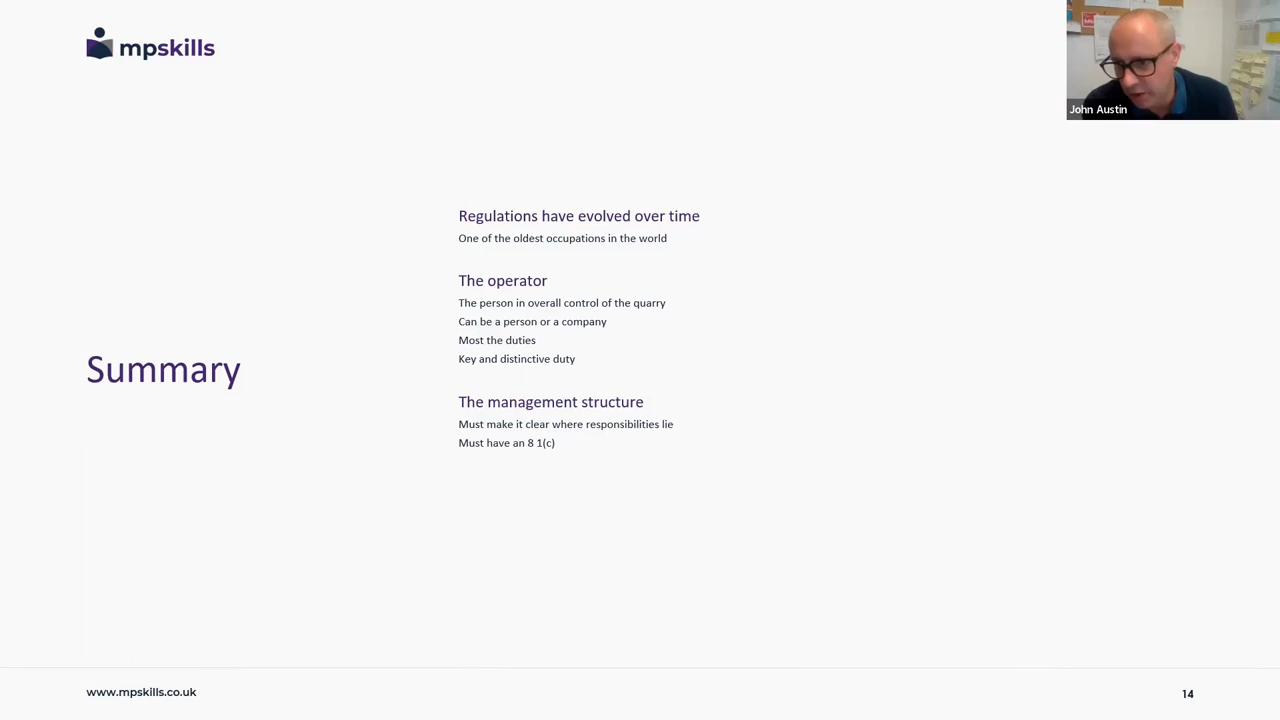 mpskills
John Austin
Regulations have evolved over time
One of the oldest occupations in the world
The operator
The person in overall control of the quarry
Can be a person or a company
Most the duties
Key and distinctive duty
Summary
The management structure
Must make it clear where responsibilities lie
Must have an 8 1(c)
www.mpskills.co.uk
14